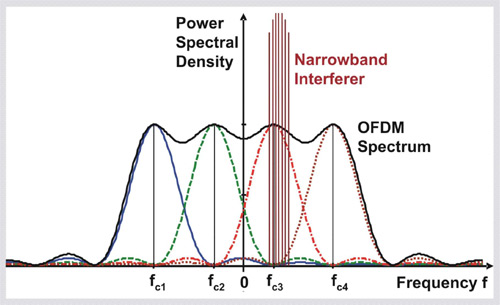 Power
Spectral
Density
Narrowband
Interferer
OFDM
Spectrum
fc1 fc2 0 fc3 fc4 Frequency f